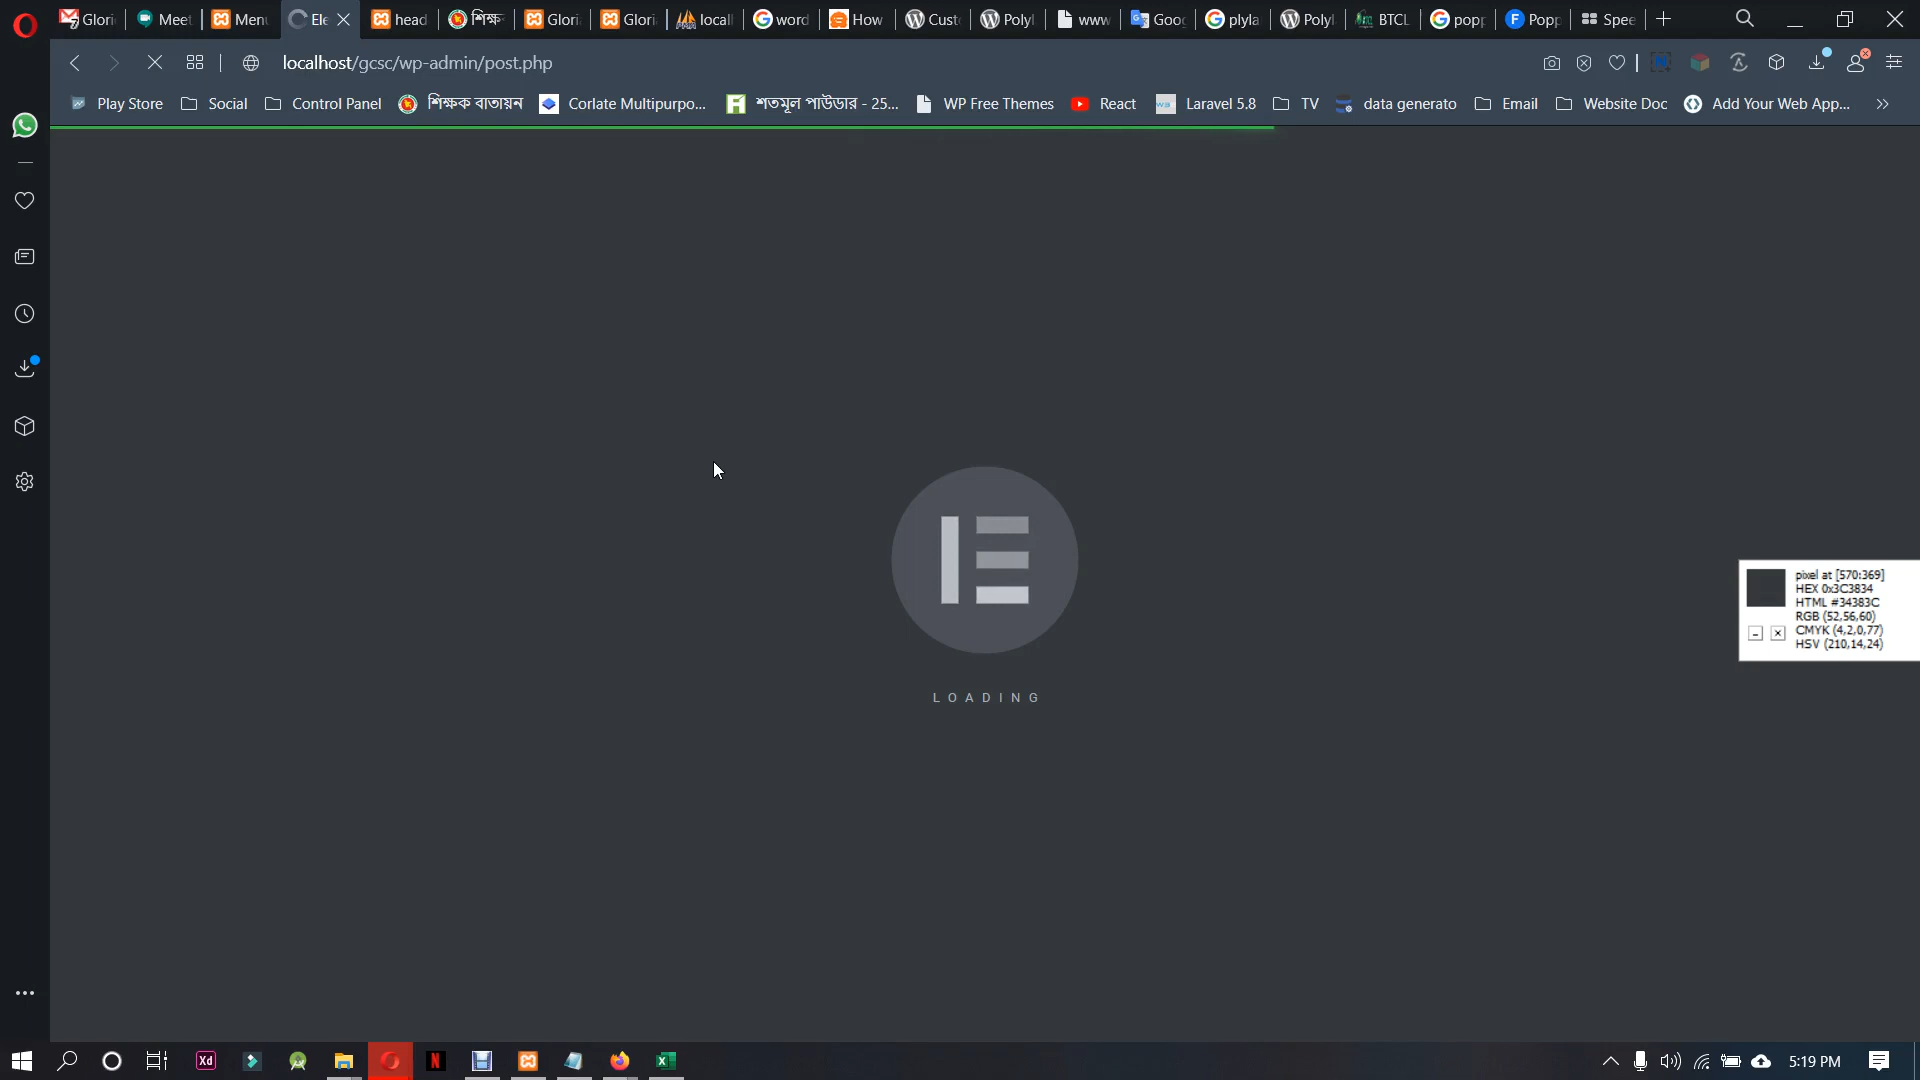 Glori
Meet
Menu
Ele
head
শিক্ষ
Glori
Glori
locall
word
How
Cust
Polyl
www
Goog
plyla
Polyl
BTCL
popp
Popp
Spee
localhost/gcsc/wp-admin/post.php
Play Store
Social
Control Panel
শিক্ষক বাতায়ন
Corlate Multipurpo...
শতমূল পাউডার - 25...
WP Free Themes
React
Laravel 5.8
TV
data generato
Email
Website Doc
Add Your Web App...
LOADING
pixel at [570:369]
HEX 0x3C3834
HTML #34383C
RGB (52,56,60)
CMYK (4,2,0,77)
HSV (210,14,24)
Xd
N
5:19 PM